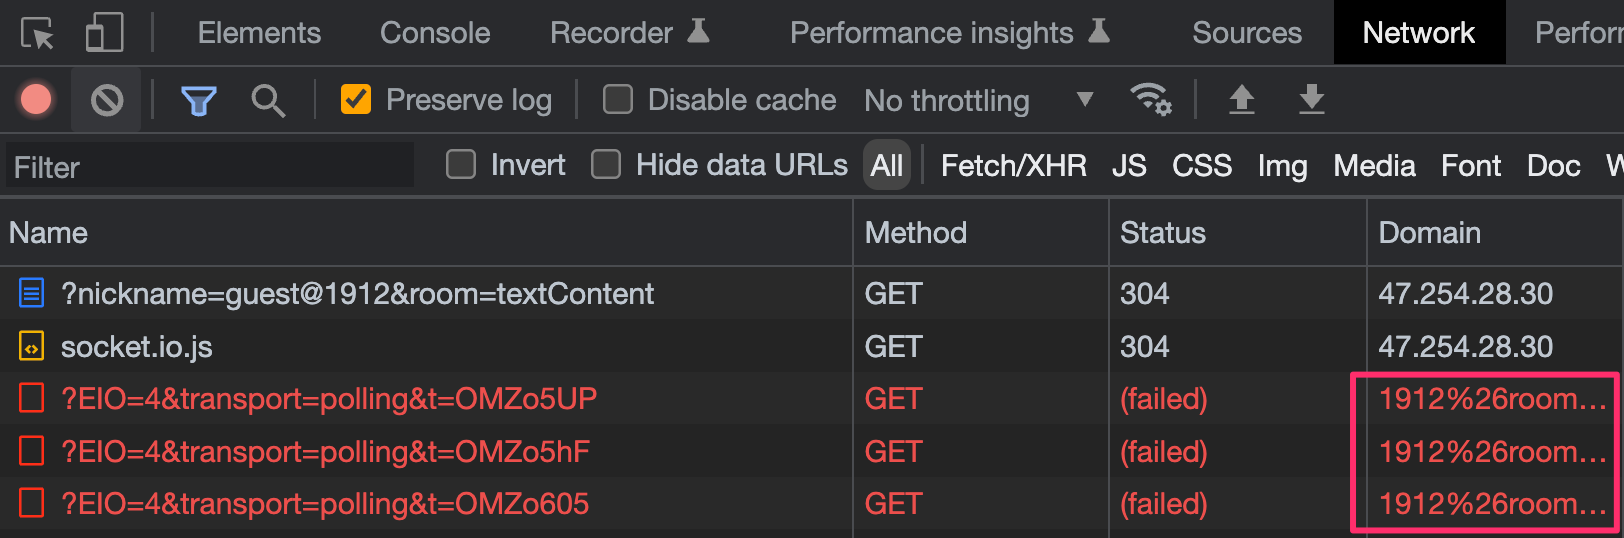 Elements Console Recorder Performance insights Sources Network Perfor
Preserve log Disable cache No throttling
Filter Invert Hide data URLs All Fetch/XHR JS CSS Img Media Font Doc W
Name Method Status Domain
?nickname=guest@1912&room=textContent GET 304 47.254.28.30
socket.io.js GET 304 47.254.28.30
?EIO=4&transport=polling&t=OMZo5UP GET (failed) 1912%26room...
?EIO=4&transport=polling&t=OMZo5hF GET (failed) 1912%26room...
?EIO=4&transport=polling&t=OMZo605 GET (failed) 1912%26room...